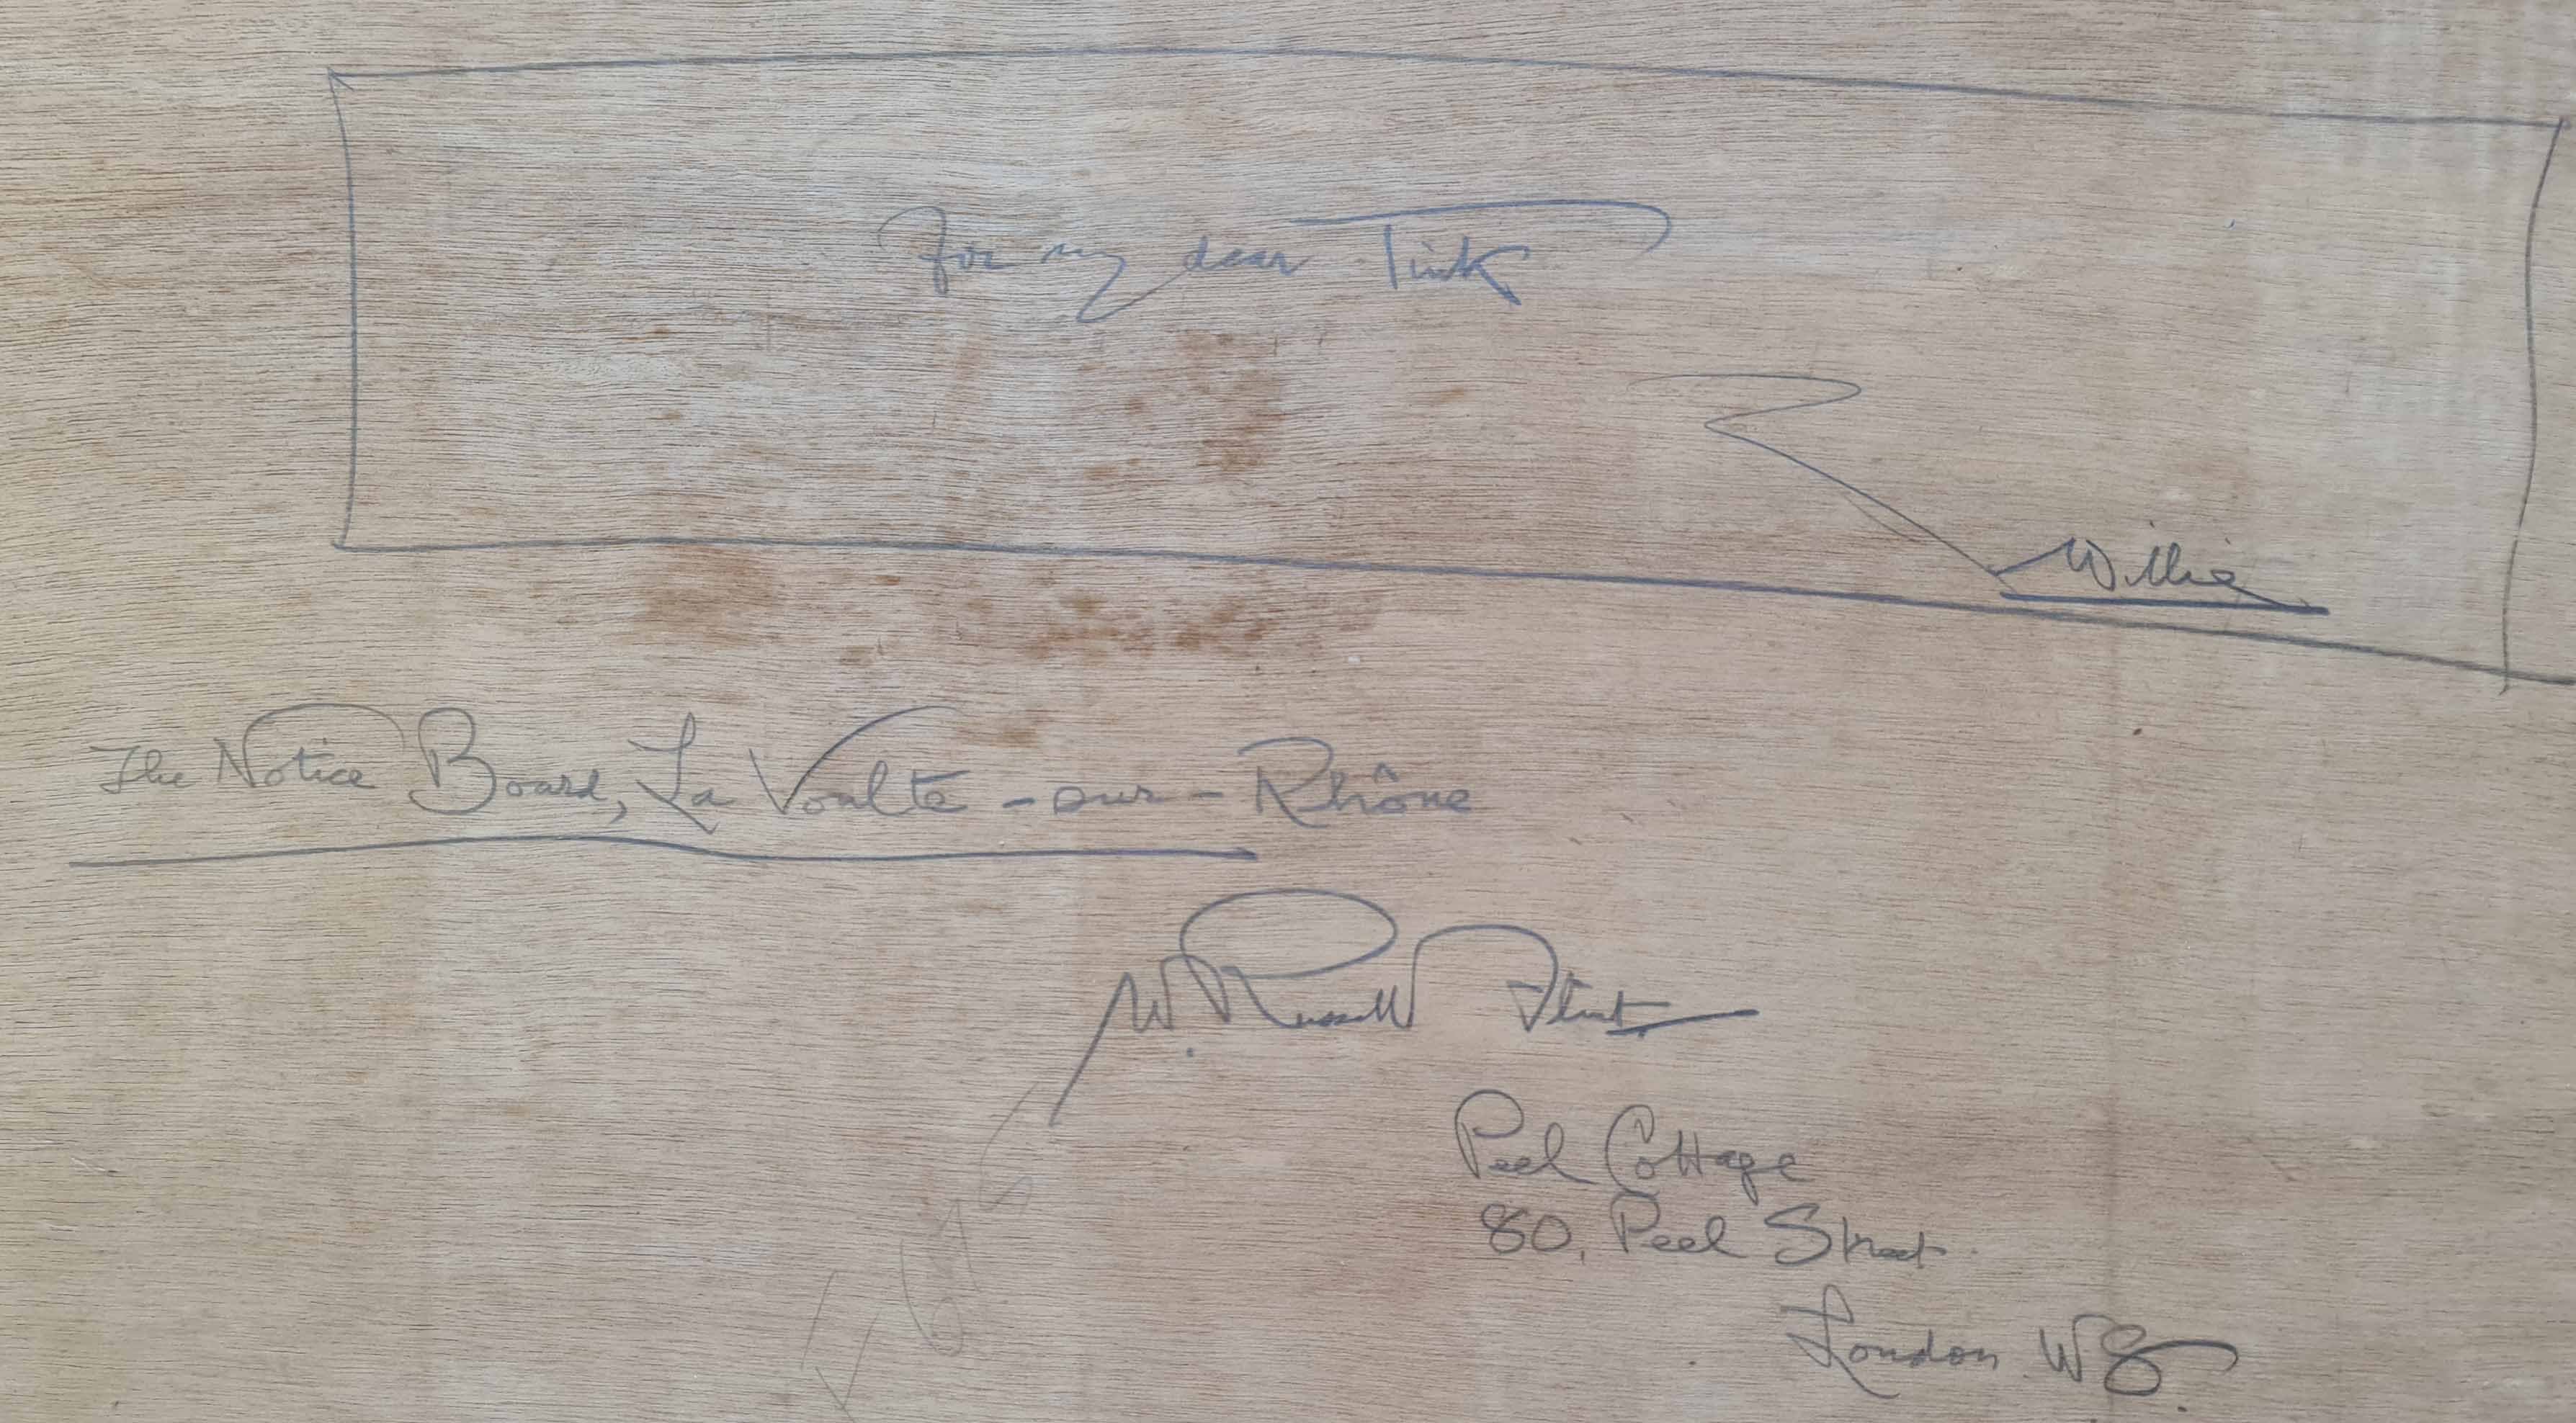 For my dear Tink
Willie
The Notice Board, La Voulte-sur-Rhône
W. Russell Flint
Peel Cottage
80, Peel Street
London W8.